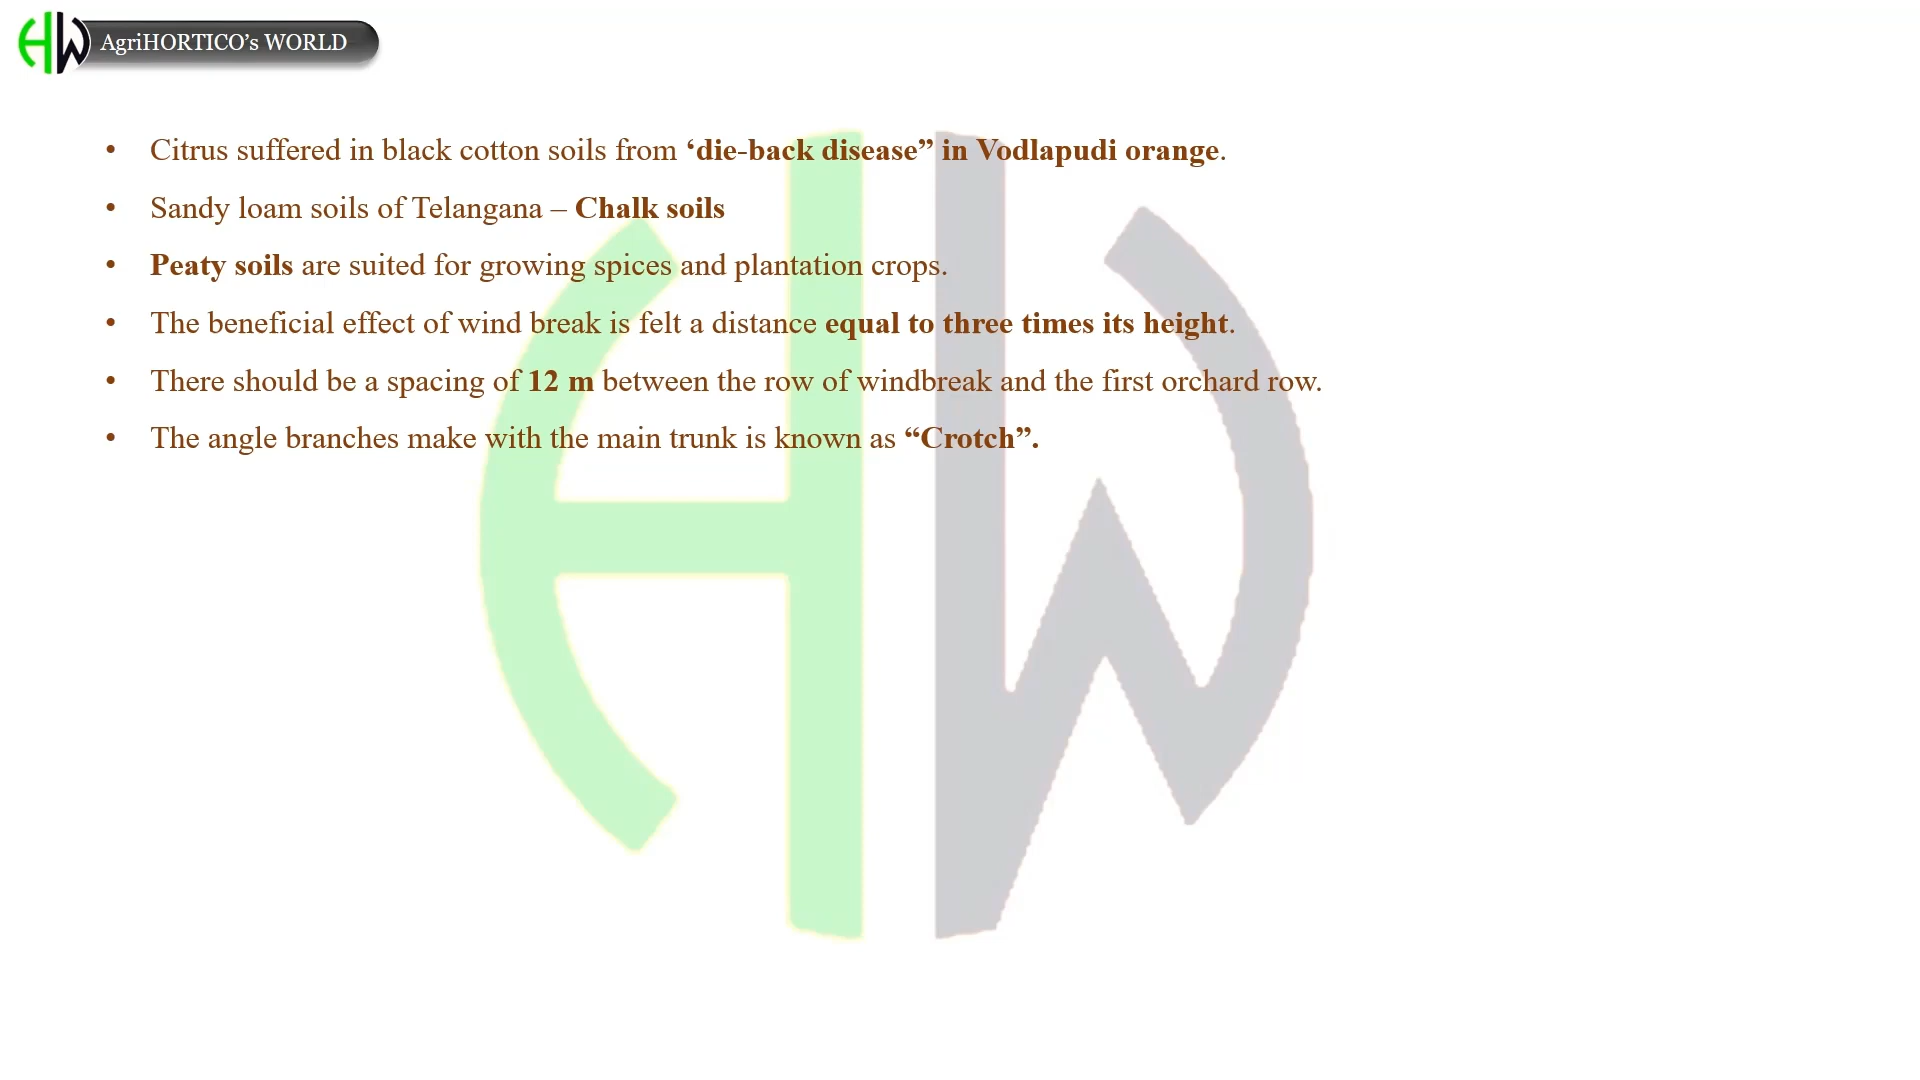 AgriHORTICO’s WORLD
• Citrus suffered in black cotton soils from ‘die-back disease” in Vodlapudi orange.
• Sandy loam soils of Telangana – Chalk soils
• Peaty soils are suited for growing spices and plantation crops.
• The beneficial effect of wind break is felt a distance equal to three times its height.
• There should be a spacing of 12 m between the row of windbreak and the first orchard row.
• The angle branches make with the main trunk is known as “Crotch”.